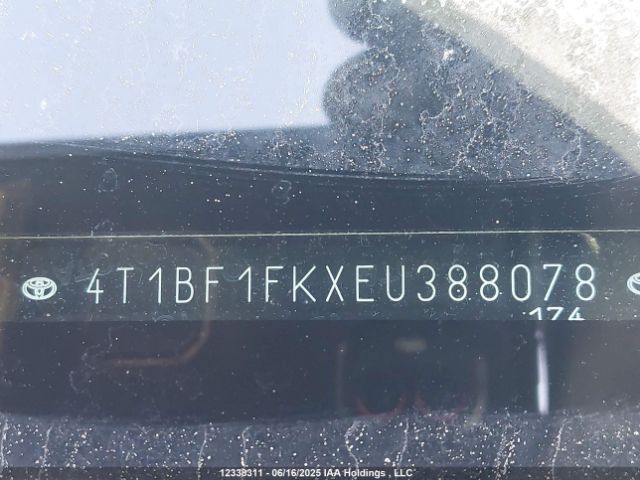 4T1BF1FKXEU388078
174
12338311 - 06/16/2025 IAA Holdings , LLC